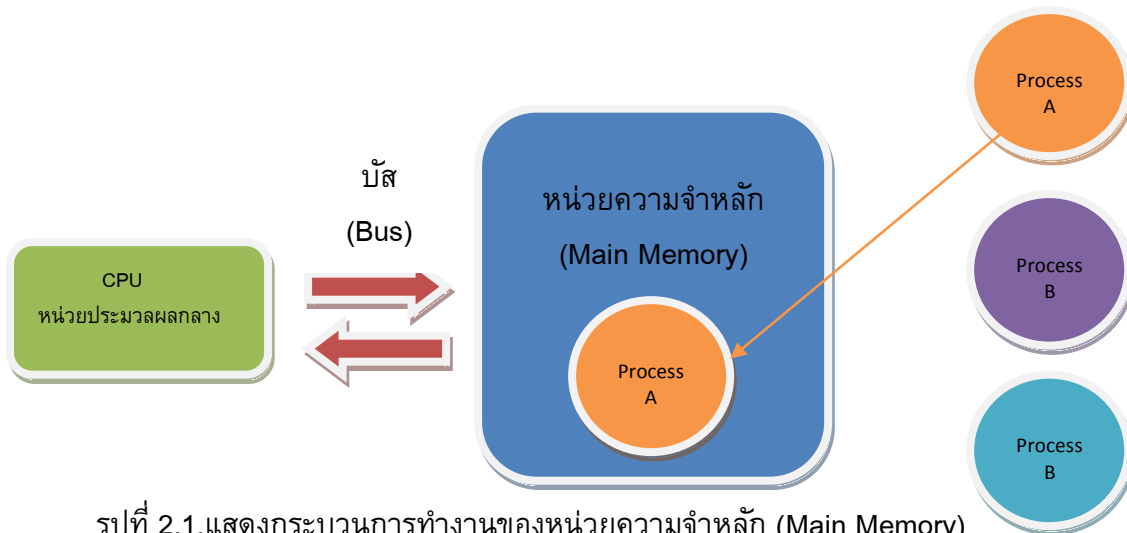 บัส
(Bus)
CPU
หน่วยประมวลผลกลาง
หน่วยความจำหลัก
(Main Memory)
Process
A
Process
A
Process
B
Process
B
รูปที่ 2.1.แสดงกระบวนการทำงานของหน่วยความจำหลัก (Main Memory)